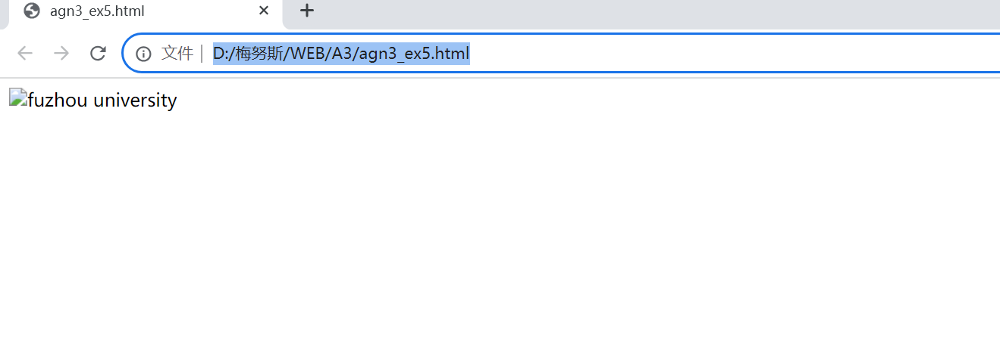 agn3_ex5.html
文件 D:/梅努斯/WEB/A3/agn3_ex5.html
fuzhou university